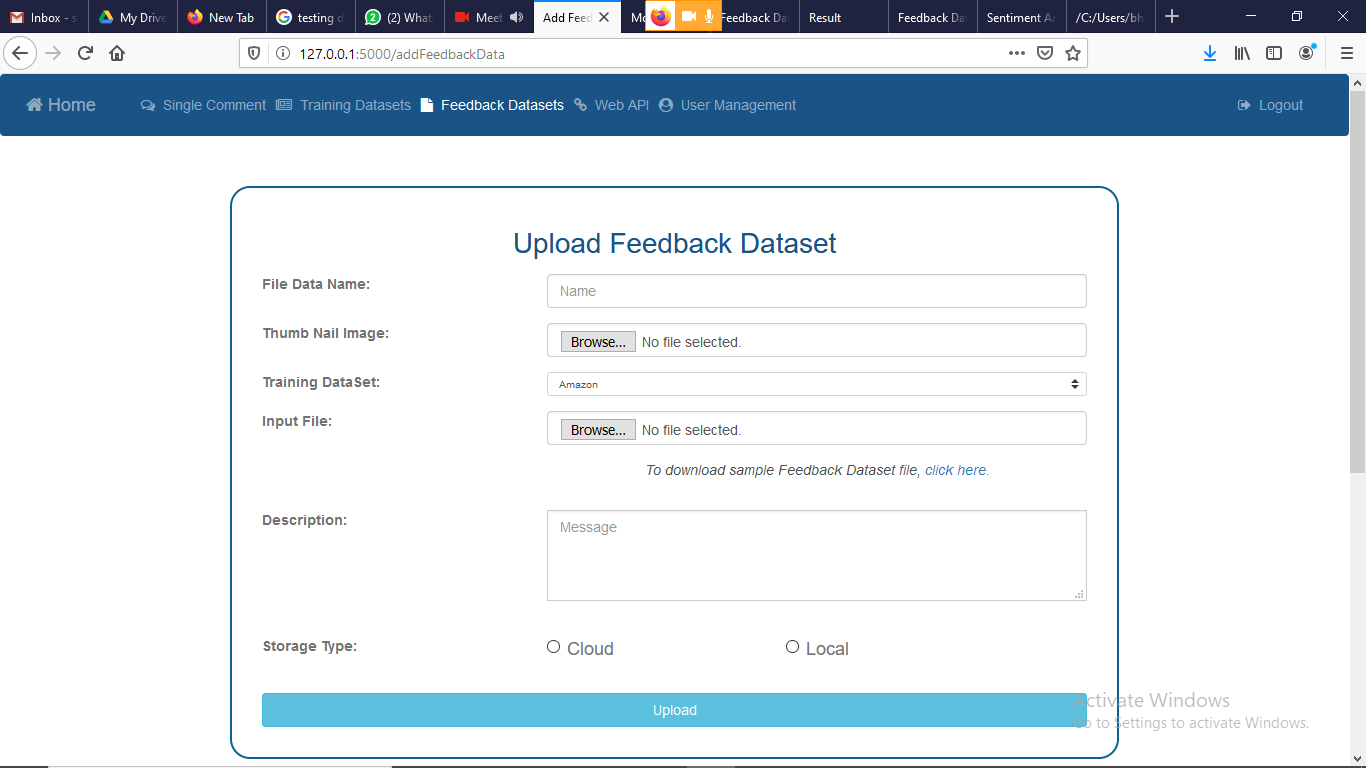 Inbox - s My Drive New Tab testing d (2) What Meet Add Feed Mo Feedback Da Result Feedback Da Sentiment An /C:/Users/bh
127.0.0.1:5000/addFeedbackData
Home Single Comment Training Datasets Feedback Datasets Web API User Management Logout
Upload Feedback Dataset
File Data Name: Name
Thumb Nail Image: Browse... No file selected.
Training DataSet: Amazon
Input File: Browse... No file selected.
To download sample Feedback Dataset file, click here.
Description: Message
Storage Type: Cloud Local
Upload
Activate Windows
Go to Settings to activate Windows.